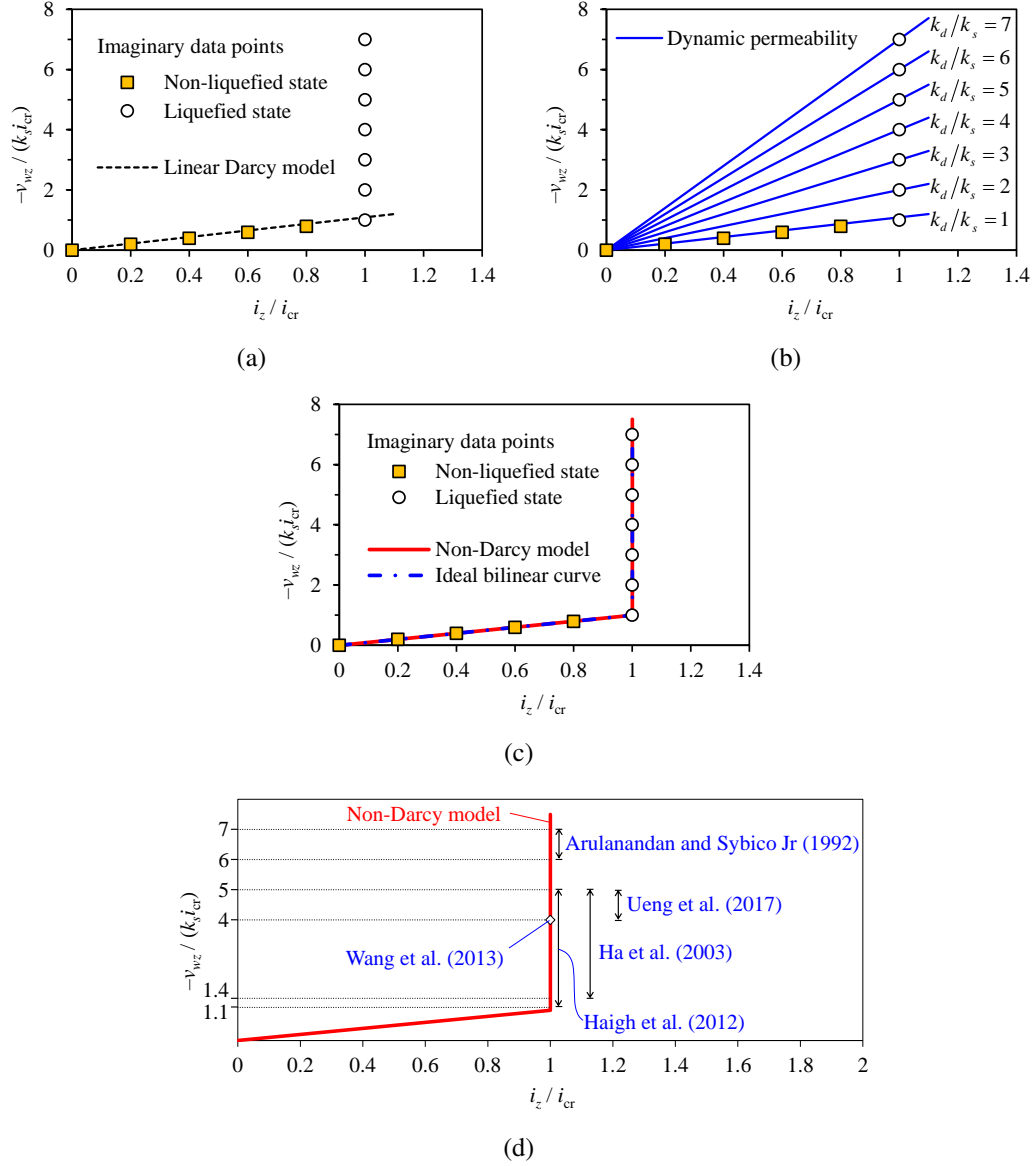 8
6
4
2
0
−v_wz / (k_s i_cr)
Imaginary data points
Non-liquefied state
Liquefied state
Linear Darcy model
0 0.2 0.4 0.6 0.8 1 1.2 1.4
i_z / i_cr
(a)
8
6
4
2
0
−v_wz / (k_s i_cr)
Dynamic permeability
k_d/k_s = 7
k_d/k_s = 6
k_d/k_s = 5
k_d/k_s = 4
k_d/k_s = 3
k_d/k_s = 2
k_d/k_s = 1
0 0.2 0.4 0.6 0.8 1 1.2 1.4
i_z / i_cr
(b)
8
6
4
2
0
−v_wz / (k_s i_cr)
Imaginary data points
Non-liquefied state
Liquefied state
Non-Darcy model
Ideal bilinear curve
0 0.2 0.4 0.6 0.8 1 1.2 1.4
i_z / i_cr
(c)
Non-Darcy model
7
6
5
4
1.4
1.1
−v_wz / (k_s i_cr)
Arulanandan and Sybico Jr (1992)
Ueng et al. (2017)
Wang et al. (2013)
Ha et al. (2003)
Haigh et al. (2012)
0 0.2 0.4 0.6 0.8 1 1.2 1.4 1.6 1.8 2
i_z / i_cr
(d)